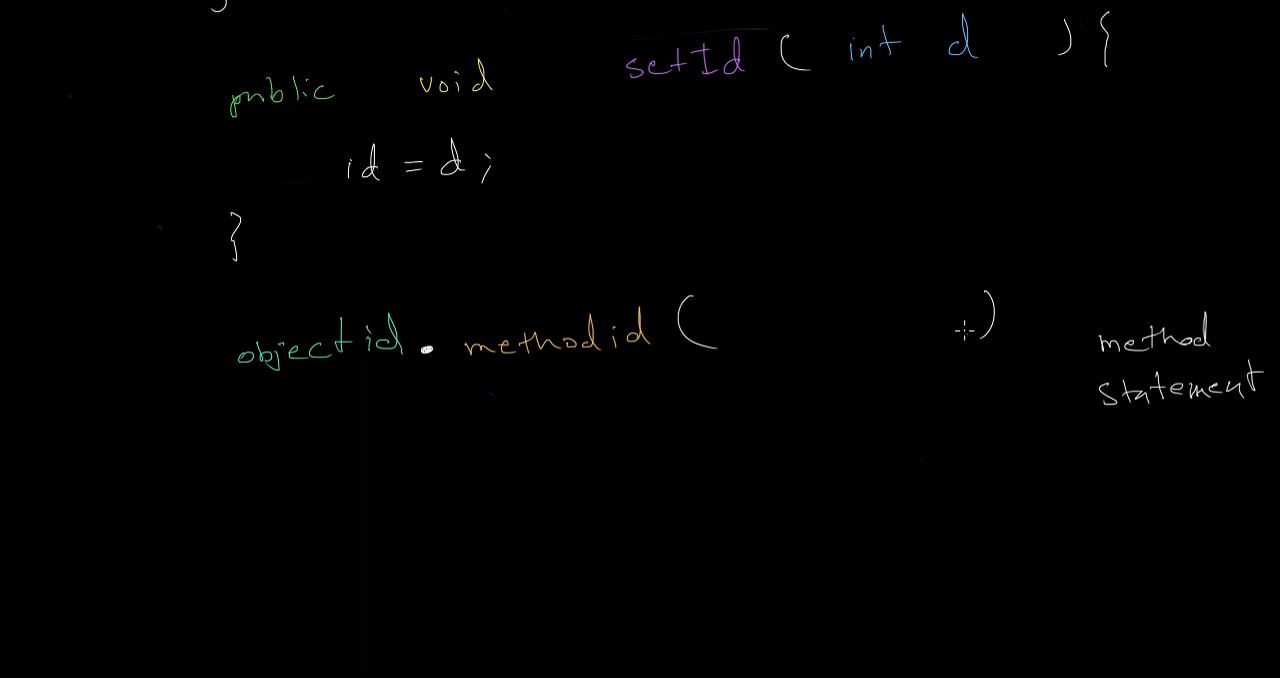 public void setId ( int d ) {
id = d;
}
objectid . methodid ( )
method
statement